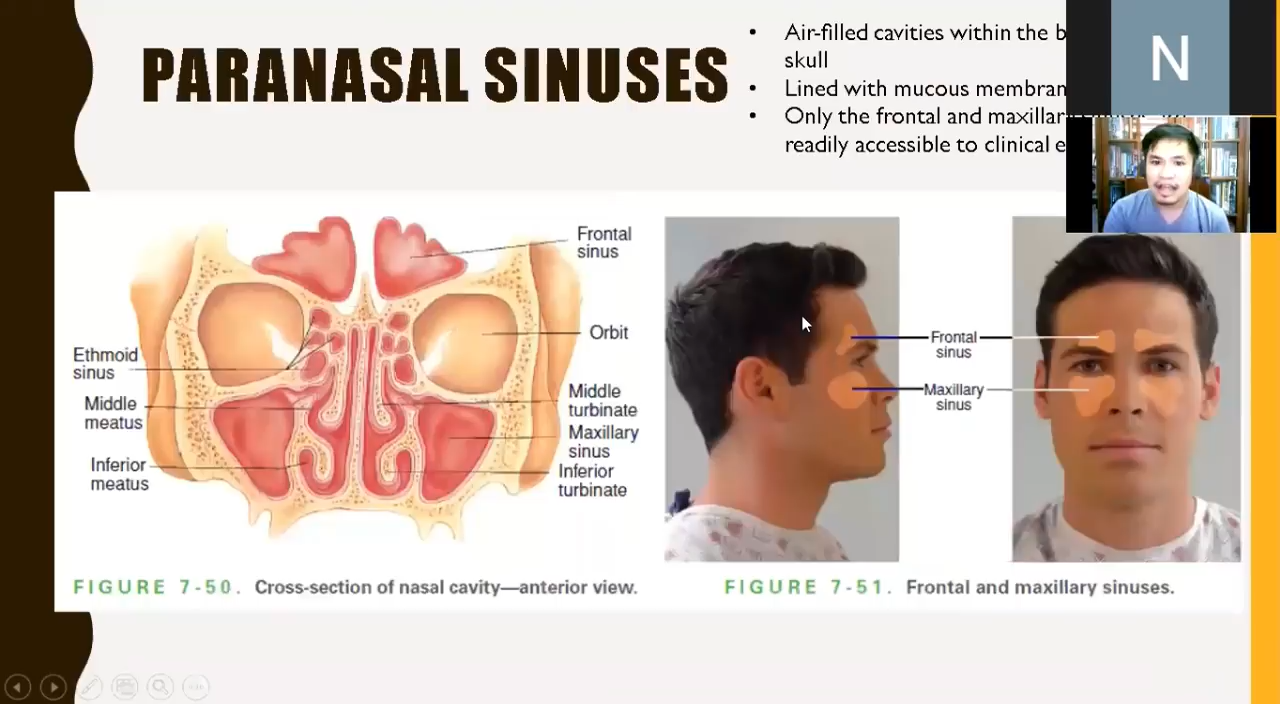 PARANASAL SINUSES
• Air-filled cavities within the
skull
• Lined with mucous
• Only the frontal and
readily accessible to clinical
N
Frontal
sinus
Orbit
Ethmoid
sinus
Middle
meatus
Inferior
meatus
Middle
turbinate
Maxillary
sinus
Inferior
turbinate
Frontal
sinus
Maxillary
sinus
FIGURE 7-50. Cross-section of nasal cavity—anterior view.
FIGURE 7-51. Frontal and maxillary sinuses.